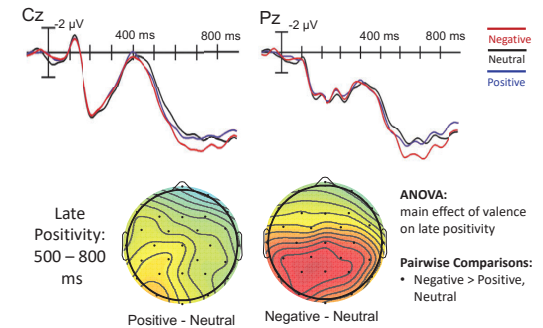 Cz
-2 µV
400 ms
800 ms
Pz
-2 µV
400 ms
800 ms
Negative
Neutral
Positive
Late
Positivity:
500 – 800
ms
Positive - Neutral
Negative - Neutral
ANOVA:
main effect of valence
on late positivity
Pairwise Comparisons:
• Negative > Positive,
Neutral